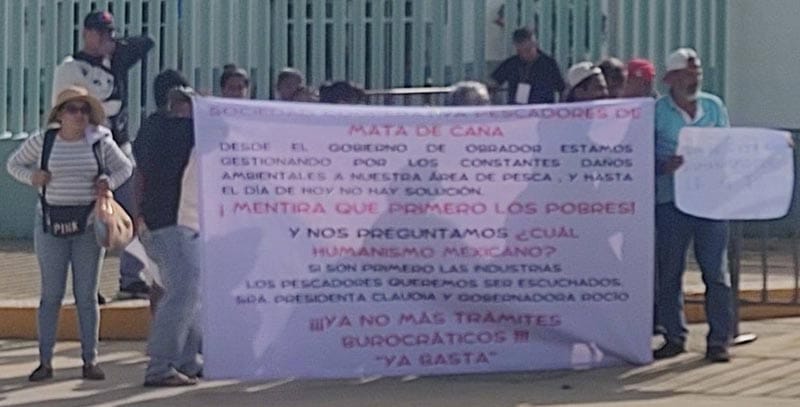 SOCIEDAD COOPERATIVA PESCADORES DE
MATA DE CAÑA
DESDE EL GOBIERNO DE OBRADOR ESTAMOS
GESTIONANDO POR LOS CONSTANTES DAÑOS
AMBIENTALES A NUESTRA ÁREA DE PESCA , Y HASTA
EL DÍA DE HOY NO HAY SOLUCIÓN.
¡ MENTIRA QUE PRIMERO LOS POBRES!
Y NOS PREGUNTAMOS ¿CUÁL
HUMANISMO MEXICANO?
SI SON PRIMERO LAS INDUSTRIAS
LOS PESCADORES QUEREMOS SER ESCUCHADOS.
SRA. PRESIDENTA CLAUDIA Y GOBERNADORA ROCÍO
¡¡¡YA NO MÁS TRÁMITES
BUROCRÁTICOS !!!
"YA BASTA"
PINK